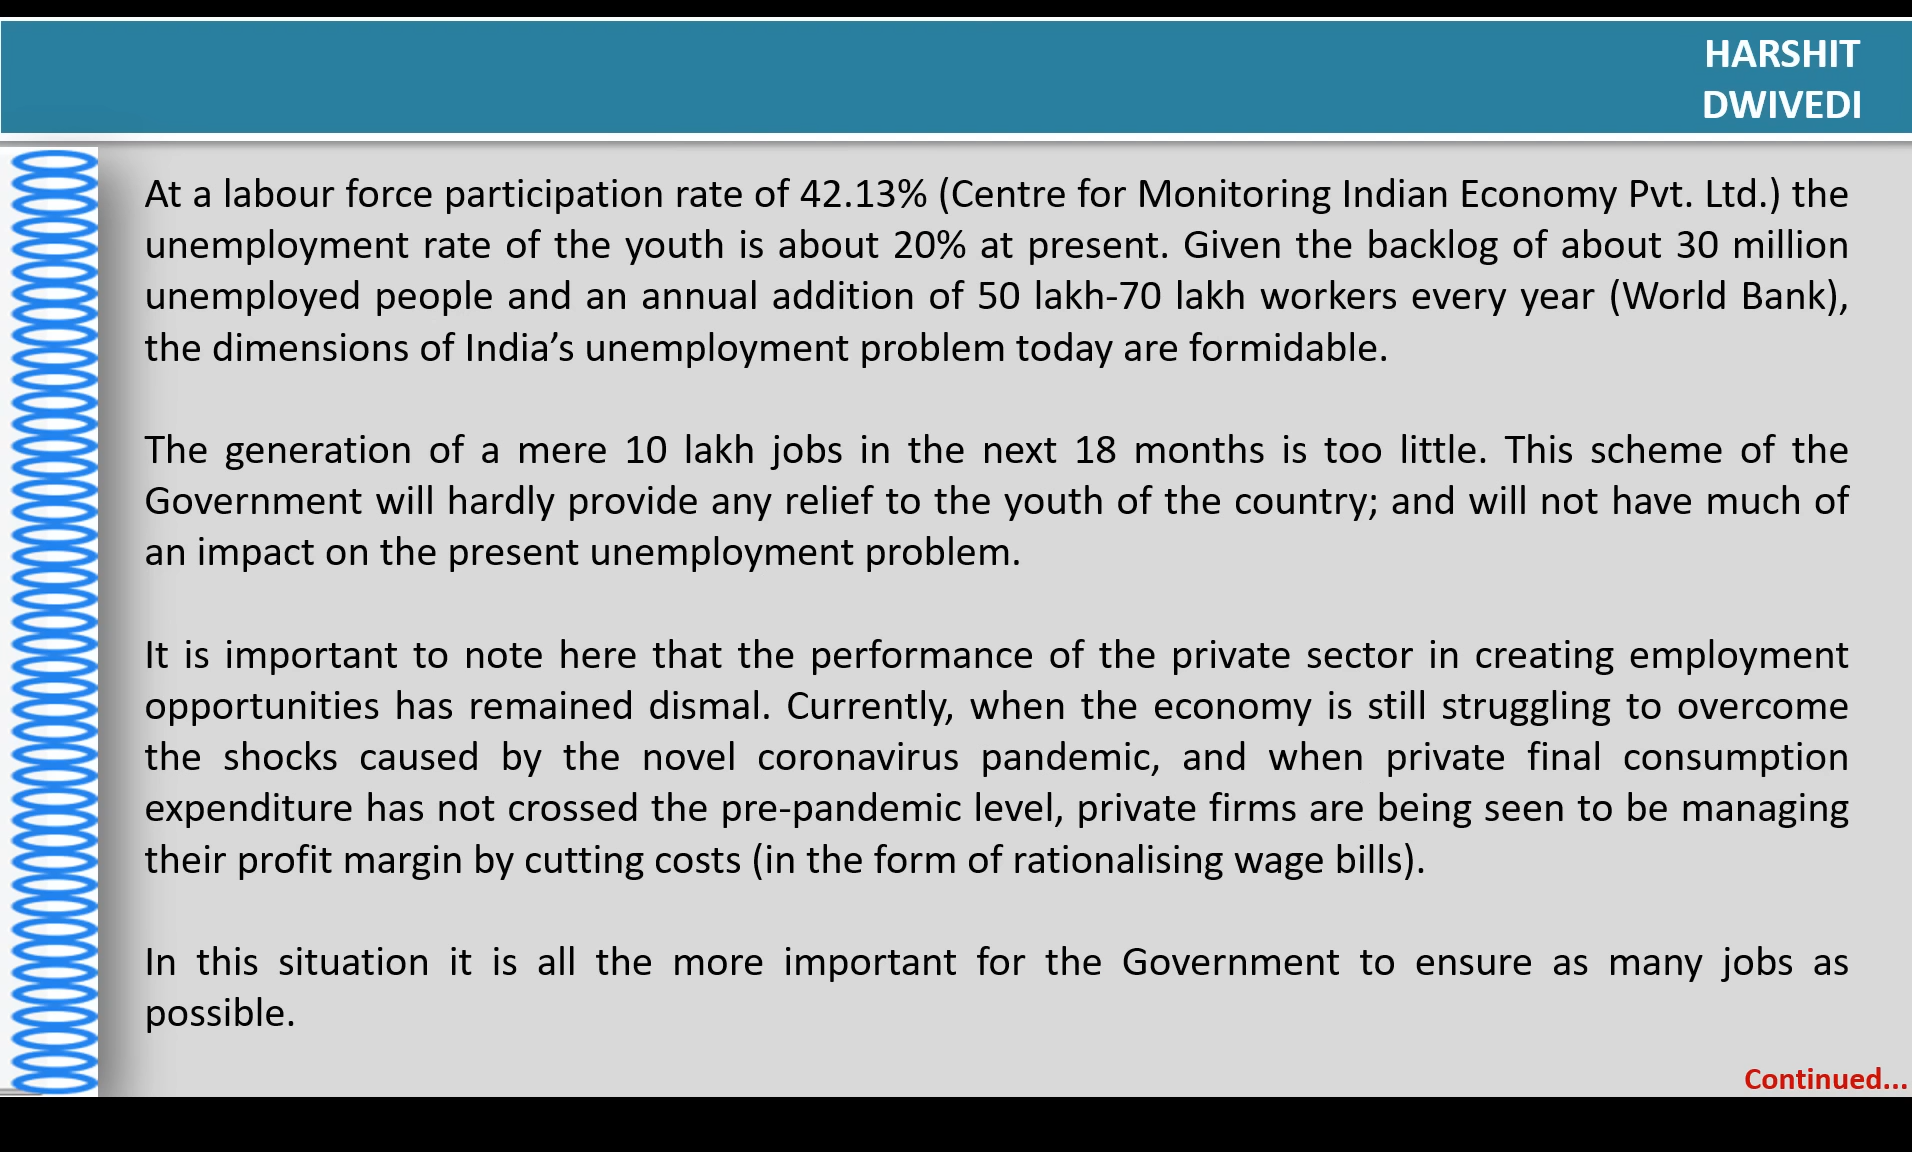 HARSHIT
DWIVEDI
At a labour force participation rate of 42.13% (Centre for Monitoring Indian Economy Pvt. Ltd.) the
unemployment rate of the youth is about 20% at present. Given the backlog of about 30 million
unemployed people and an annual addition of 50 lakh-70 lakh workers every year (World Bank),
the dimensions of India’s unemployment problem today are formidable.
The generation of a mere 10 lakh jobs in the next 18 months is too little. This scheme of the
Government will hardly provide any relief to the youth of the country; and will not have much of
an impact on the present unemployment problem.
It is important to note here that the performance of the private sector in creating employment
opportunities has remained dismal. Currently, when the economy is still struggling to overcome
the shocks caused by the novel coronavirus pandemic, and when private final consumption
expenditure has not crossed the pre-pandemic level, private firms are being seen to be managing
their profit margin by cutting costs (in the form of rationalising wage bills).
In this situation it is all the more important for the Government to ensure as many jobs as
possible.
Continued...